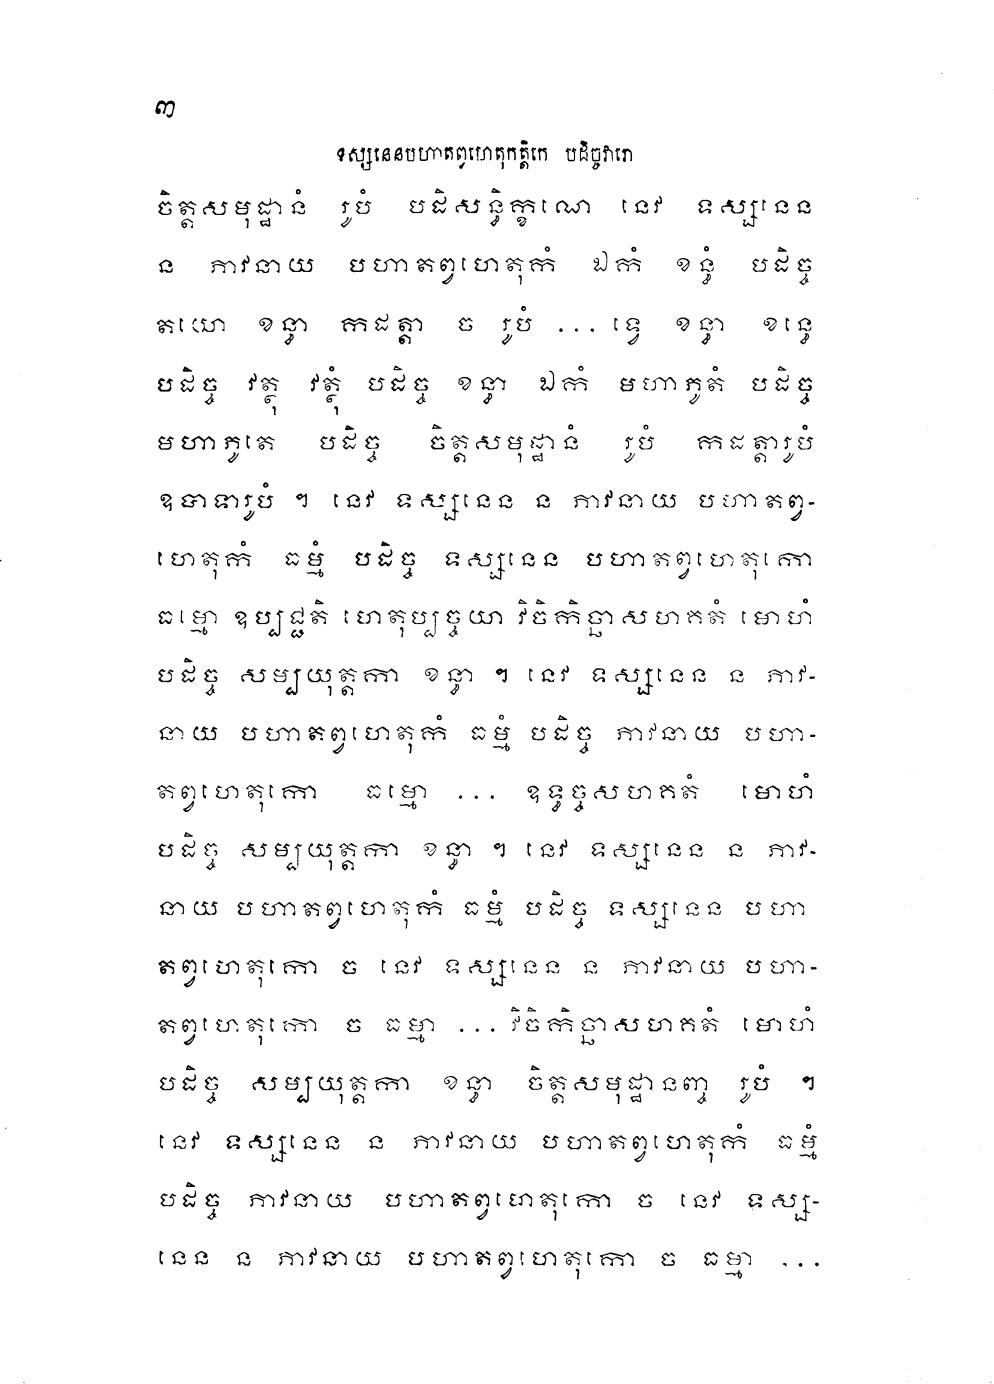 ៣
ទស្សនេនបហាតព្វហេតុកត្តិកេ បដិច្ចវារោ
ចិត្តសមុដ្ឋានំ រូបំ បដិសន្ធិក្ខណេ នេវ ទស្សនេន
ន ភាវនាយ បហាតព្វហេតុកំ ឯកំ ខន្ធំ បដិច្ច
តយោ ខន្ធា កដត្តា ច រូបំ ... ទ្វេ ខន្ធា ខន្ធេ
បដិច្ច វត្ថុ វត្ថុំ បដិច្ច ខន្ធា ឯកំ មហាភូតំ បដិច្ច
មហាភូតេ បដិច្ច ចិត្តសមុដ្ឋានំ រូបំ កដត្តារូបំ
ឧបាទារូបំ ។ នេវ ទស្សនេន ន ភាវនាយ បហាតព្វ-
ហេតុកំ ធម្មំ បដិច្ច ទស្សនេន បហាតព្វហេតុកោ
ធម្មោ ឧប្បជ្ជតិ ហេតុប្បច្ចយា វិចិកិច្ឆាសហគតំ មោហំ
បដិច្ច សម្បយុត្តកា ខន្ធា ។ នេវ ទស្សនេន ន ភាវ-
នាយ បហាតព្វហេតុកំ ធម្មំ បដិច្ច ភាវនាយ បហា-
តព្វហេតុកោ ធម្មោ ... ឧទ្ធច្ចសហគតំ មោហំ
បដិច្ច សម្បយុត្តកា ខន្ធា ។ នេវ ទស្សនេន ន ភាវ-
នាយ បហាតព្វហេតុកំ ធម្មំ បដិច្ច ទស្សនេន បហា
តព្វហេតុកោ ច នេវ ទស្សនេន ន ភាវនាយ បហា-
តព្វហេតុកោ ច ធម្មា ... វិចិកិច្ឆាសហគតំ មោហំ
បដិច្ច សម្បយុត្តកា ខន្ធា ចិត្តសមុដ្ឋានញ្ច រូបំ ។
នេវ ទស្សនេន ន ភាវនាយ បហាតព្វហេតុកំ ធម្មំ
បដិច្ច ភាវនាយ បហាតព្វហេតុកោ ច នេវ ទស្ស-
នេន ន ភាវនាយ បហាតព្វហេតុកោ ច ធម្មា ...